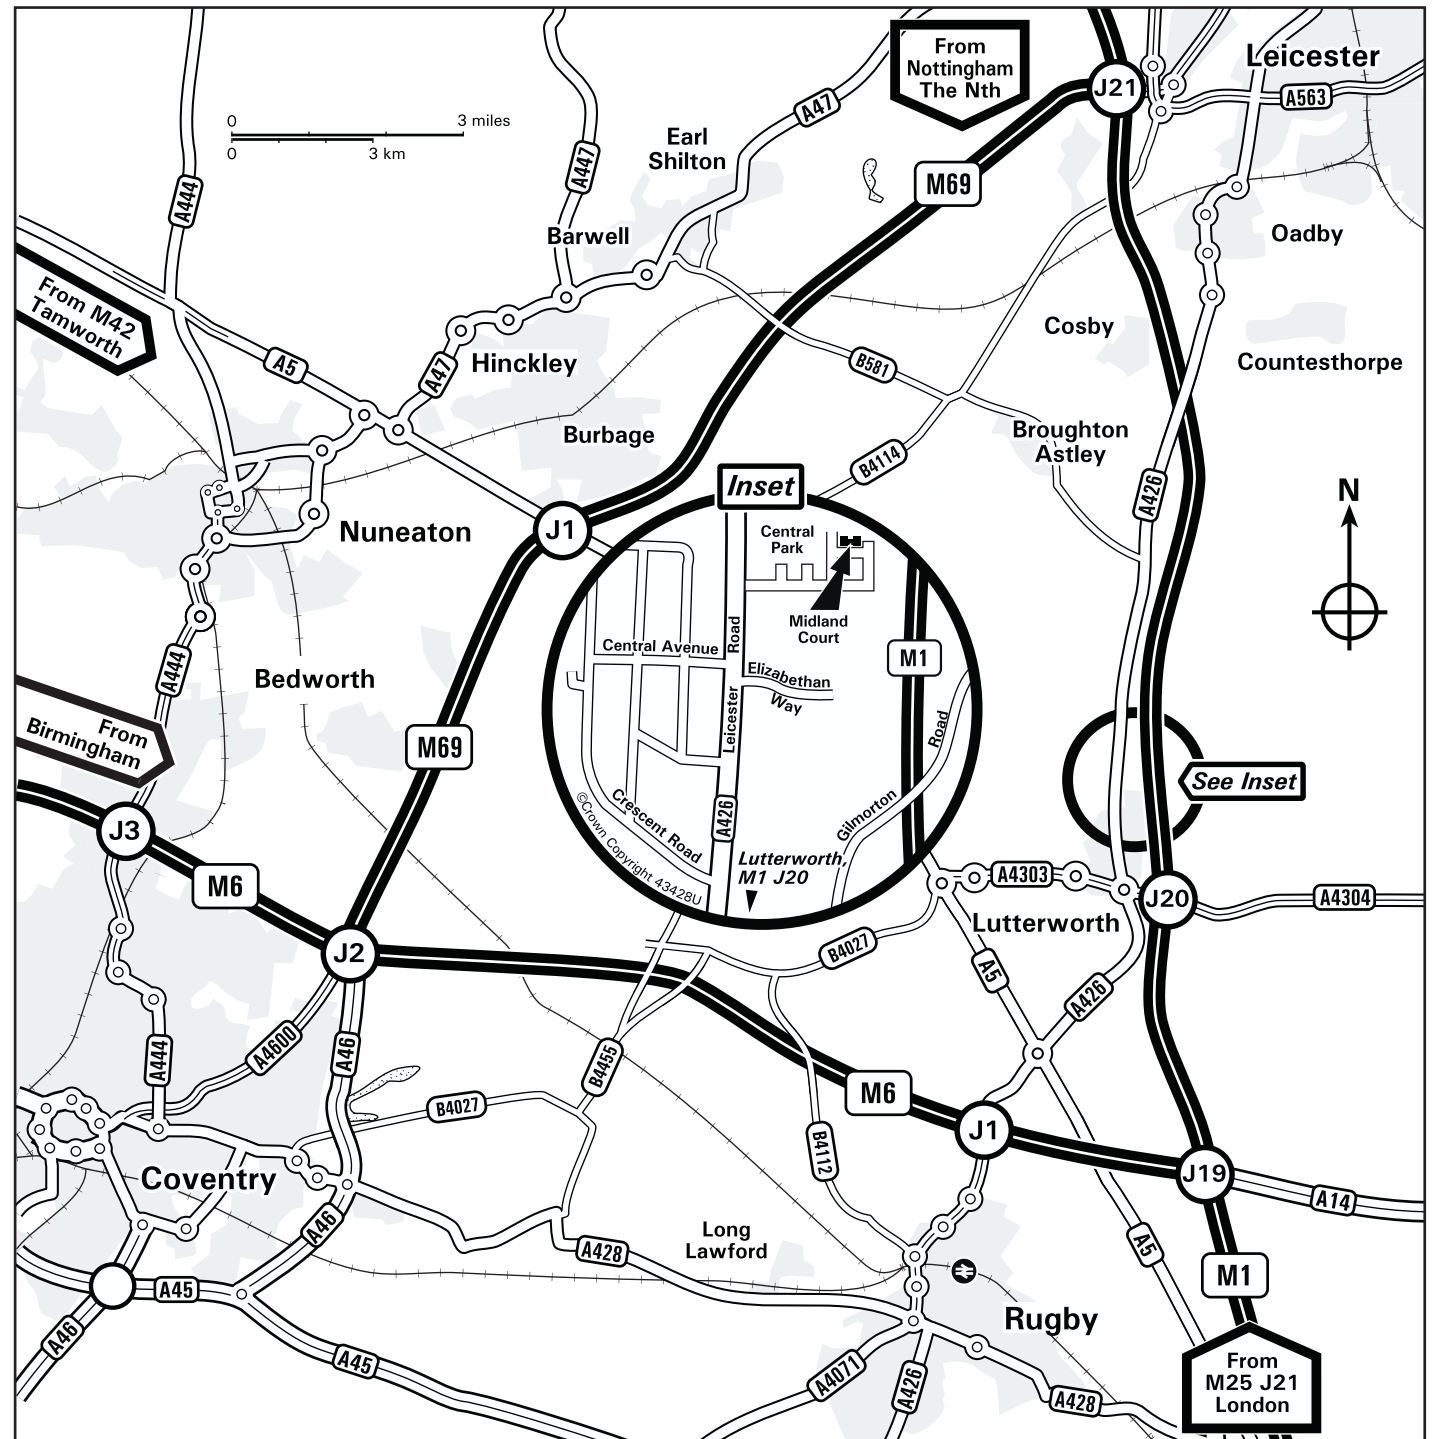 From
Nottingham
The Nth
J21
Leicester
A563
0
3 miles
0
3 km
A47
Earl
Shilton
A447
A444
M69
Barwell
Oadby
From M42
Tamworth
A5
A47
Hinckley
B581
Cosby
Countesthorpe
Burbage
Broughton
Astley
B4114
A426
N
Inset
Nuneaton
J1
Central
Park
Midland
Court
Central Avenue
Road
Leicester
Elizabethan
Way
M1
Road
Gilmorton
Crescent Road
A426
©Crown Copyright 43428U
Lutterworth,
M1 J20
A444
Bedworth
From
Birmingham
M69
See Inset
J3
M6
A4303
J20
A4304
Lutterworth
J2
B4027
A5
A426
A444
A4600
A46
B4455
B4027
M6
J1
B4112
J19
A14
Coventry
A46
Long
Lawford
A428
A5
M1
A45
Rugby
A46
A45
A4071
A426
A428
From
M25 J21
London